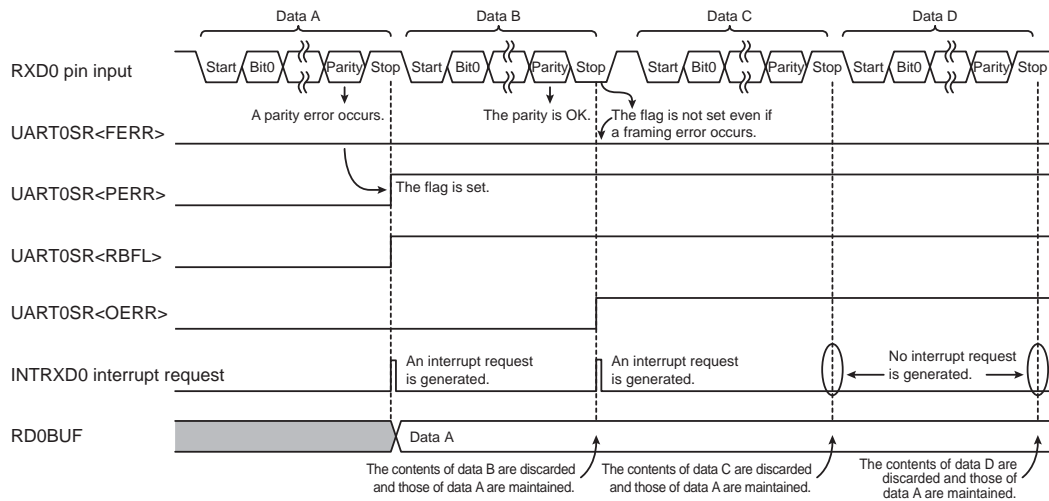 Data A
Data B
Data C
Data D
RXD0 pin input
Start
Bit0
Parity
Stop
Start
Bit0
Parity
Stop
Start
Bit0
Parity
Stop
Start
Bit0
Parity
Stop
A parity error occurs.
The parity is OK.
The flag is not set even if
a framing error occurs.
UART0SR<FERR>
UART0SR<PERR>
The flag is set.
UART0SR<RBFL>
UART0SR<OERR>
INTRXD0 interrupt request
An interrupt request
is generated.
An interrupt request
is generated.
No interrupt request
is generated.
RD0BUF
Data A
The contents of data B are discarded
and those of data A are maintained.
The contents of data C are discarded
and those of data A are maintained.
The contents of data D are
discarded and those of
data A are maintained.